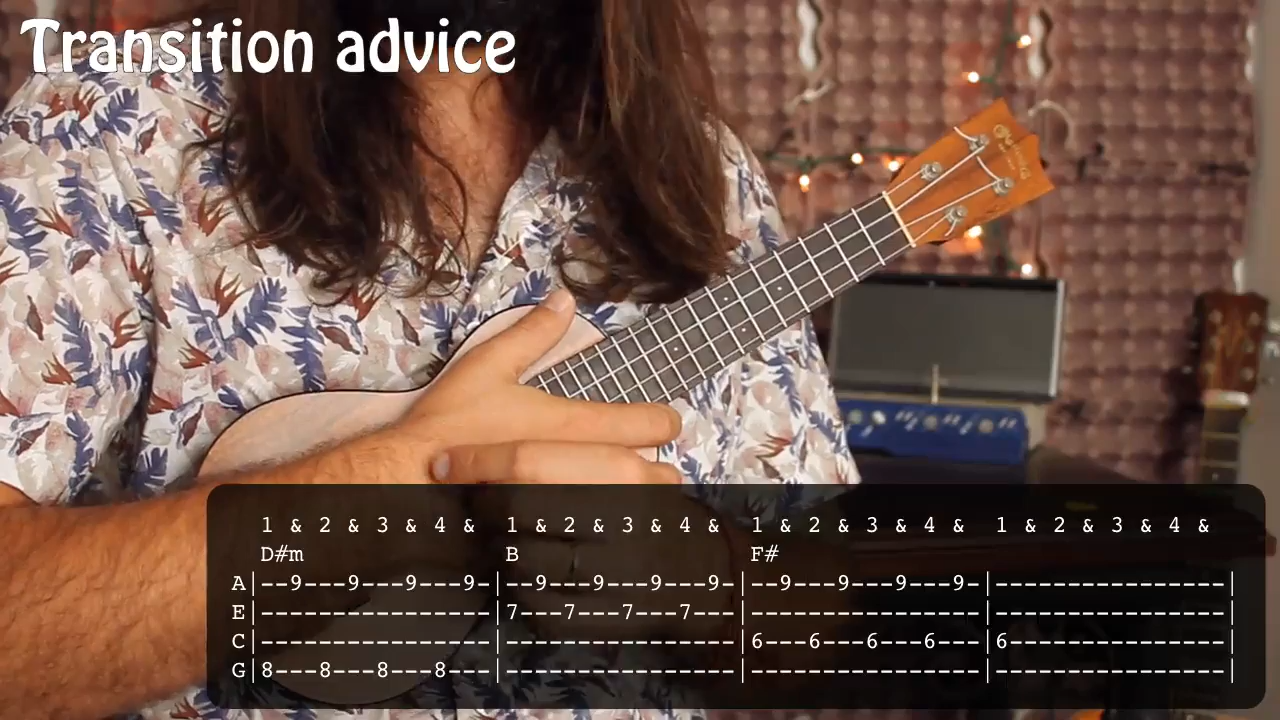 Transition advice
1 & 2 & 3 & 4 & 1 & 2 & 3 & 4 & 1 & 2 & 3 & 4 & 1 & 2 & 3 & 4 &
D#m B F#
A|--9---9---9---9-|--9---9---9---9-|--9---9---9---9-|----------------|
E|----------------|7---7---7---7---|----------------|----------------|
C|----------------|----------------|6---6---6---6---|6---------------|
G|8---8---8---8---|----------------|----------------|----------------|